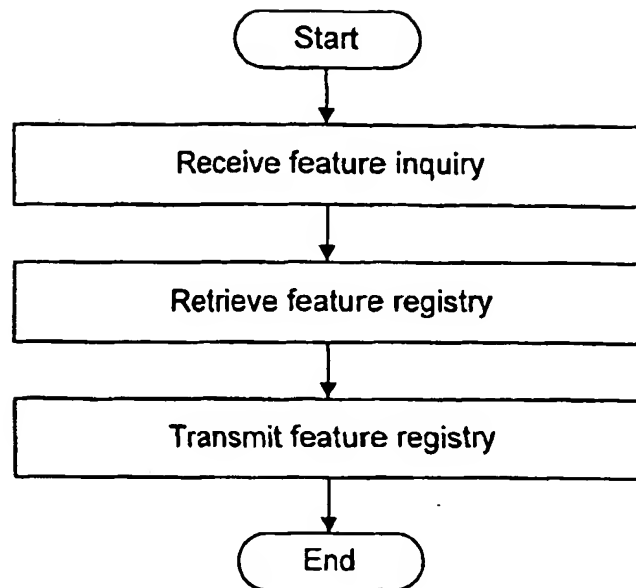 Start
Receive feature inquiry
Retrieve feature registry
Transmit feature registry
End